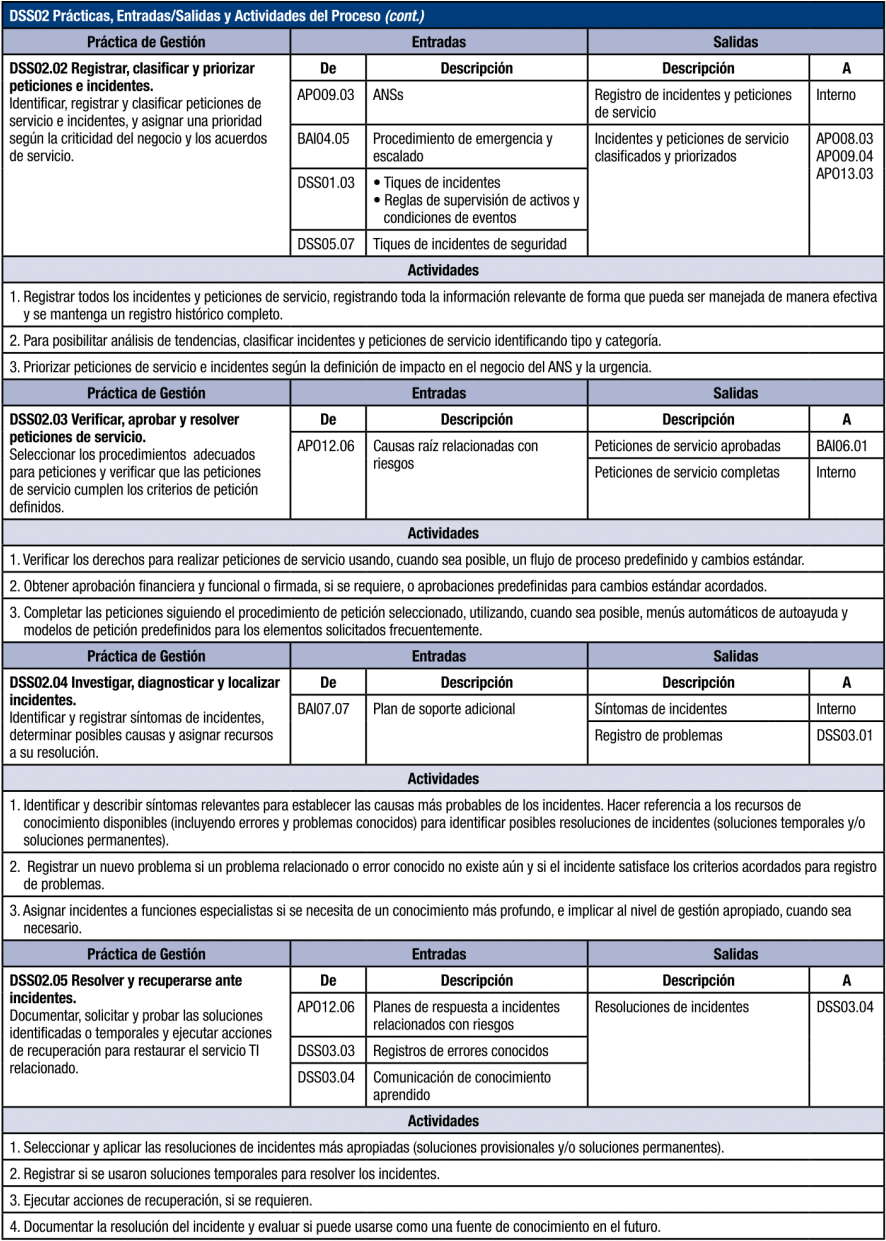 DSS02 Prácticas, Entradas/Salidas y Actividades del Proceso (cont.)
Práctica de Gestión Entradas Salidas
DSS02.02 Registrar, clasificar y priorizar
peticiones e incidentes.
Identificar, registrar y clasificar peticiones de
servicio e incidentes, y asignar una prioridad
según la criticidad del negocio y los acuerdos
de servicio.
De Descripción Descripción A
APO09.03 ANSs
BAI04.05 Procedimiento de emergencia y
escalado
DSS01.03 • Tiques de incidentes
• Reglas de supervisión de activos y
condiciones de eventos
DSS05.07 Tiques de incidentes de seguridad
Registro de incidentes y peticiones
de servicio
Interno
Incidentes y peticiones de servicio
clasificados y priorizados
APO08.03
APO09.04
APO13.03
Actividades
1. Registrar todos los incidentes y peticiones de servicio, registrando toda la información relevante de forma que pueda ser manejada de manera efectiva
y se mantenga un registro histórico completo.
2. Para posibilitar análisis de tendencias, clasificar incidentes y peticiones de servicio identificando tipo y categoría.
3. Priorizar peticiones de servicio e incidentes según la definición de impacto en el negocio del ANS y la urgencia.
Práctica de Gestión Entradas Salidas
DSS02.03 Verificar, aprobar y resolver
peticiones de servicio.
Seleccionar los procedimientos adecuados
para peticiones y verificar que las peticiones
de servicio cumplen los criterios de petición
definidos.
De Descripción Descripción A
APO12.06 Causas raíz relacionadas con
riesgos
Peticiones de servicio aprobadas BAI06.01
Peticiones de servicio completas Interno
Actividades
1. Verificar los derechos para realizar peticiones de servicio usando, cuando sea posible, un flujo de proceso predefinido y cambios estándar.
2. Obtener aprobación financiera y funcional o firmada, si se requiere, o aprobaciones predefinidas para cambios estándar acordados.
3. Completar las peticiones siguiendo el procedimiento de petición seleccionado, utilizando, cuando sea posible, menús automáticos de autoayuda y
modelos de petición predefinidos para los elementos solicitados frecuentemente.
Práctica de Gestión Entradas Salidas
DSS02.04 Investigar, diagnosticar y localizar
incidentes.
Identificar y registrar síntomas de incidentes,
determinar posibles causas y asignar recursos
a su resolución.
De Descripción Descripción A
BAI07.07 Plan de soporte adicional
Síntomas de incidentes Interno
Registro de problemas DSS03.01
Actividades
1. Identificar y describir síntomas relevantes para establecer las causas más probables de los incidentes. Hacer referencia a los recursos de
conocimiento disponibles (incluyendo errores y problemas conocidos) para identificar posibles resoluciones de incidentes (soluciones temporales y/o
soluciones permanentes).
2. Registrar un nuevo problema si un problema relacionado o error conocido no existe aún y si el incidente satisface los criterios acordados para registro
de problemas.
3. Asignar incidentes a funciones especialistas si se necesita de un conocimiento más profundo, e implicar al nivel de gestión apropiado, cuando sea
necesario.
Práctica de Gestión Entradas Salidas
DSS02.05 Resolver y recuperarse ante
incidentes.
Documentar, solicitar y probar las soluciones
identificadas o temporales y ejecutar acciones
de recuperación para restaurar el servicio TI
relacionado.
De Descripción Descripción A
APO12.06 Planes de respuesta a incidentes
relacionados con riesgos
DSS03.03 Registros de errores conocidos
DSS03.04 Comunicación de conocimiento
aprendido
Resoluciones de incidentes DSS03.04
Actividades
1. Seleccionar y aplicar las resoluciones de incidentes más apropiadas (soluciones provisionales y/o soluciones permanentes).
2. Registrar si se usaron soluciones temporales para resolver los incidentes.
3. Ejecutar acciones de recuperación, si se requieren.
4. Documentar la resolución del incidente y evaluar si puede usarse como una fuente de conocimiento en el futuro.